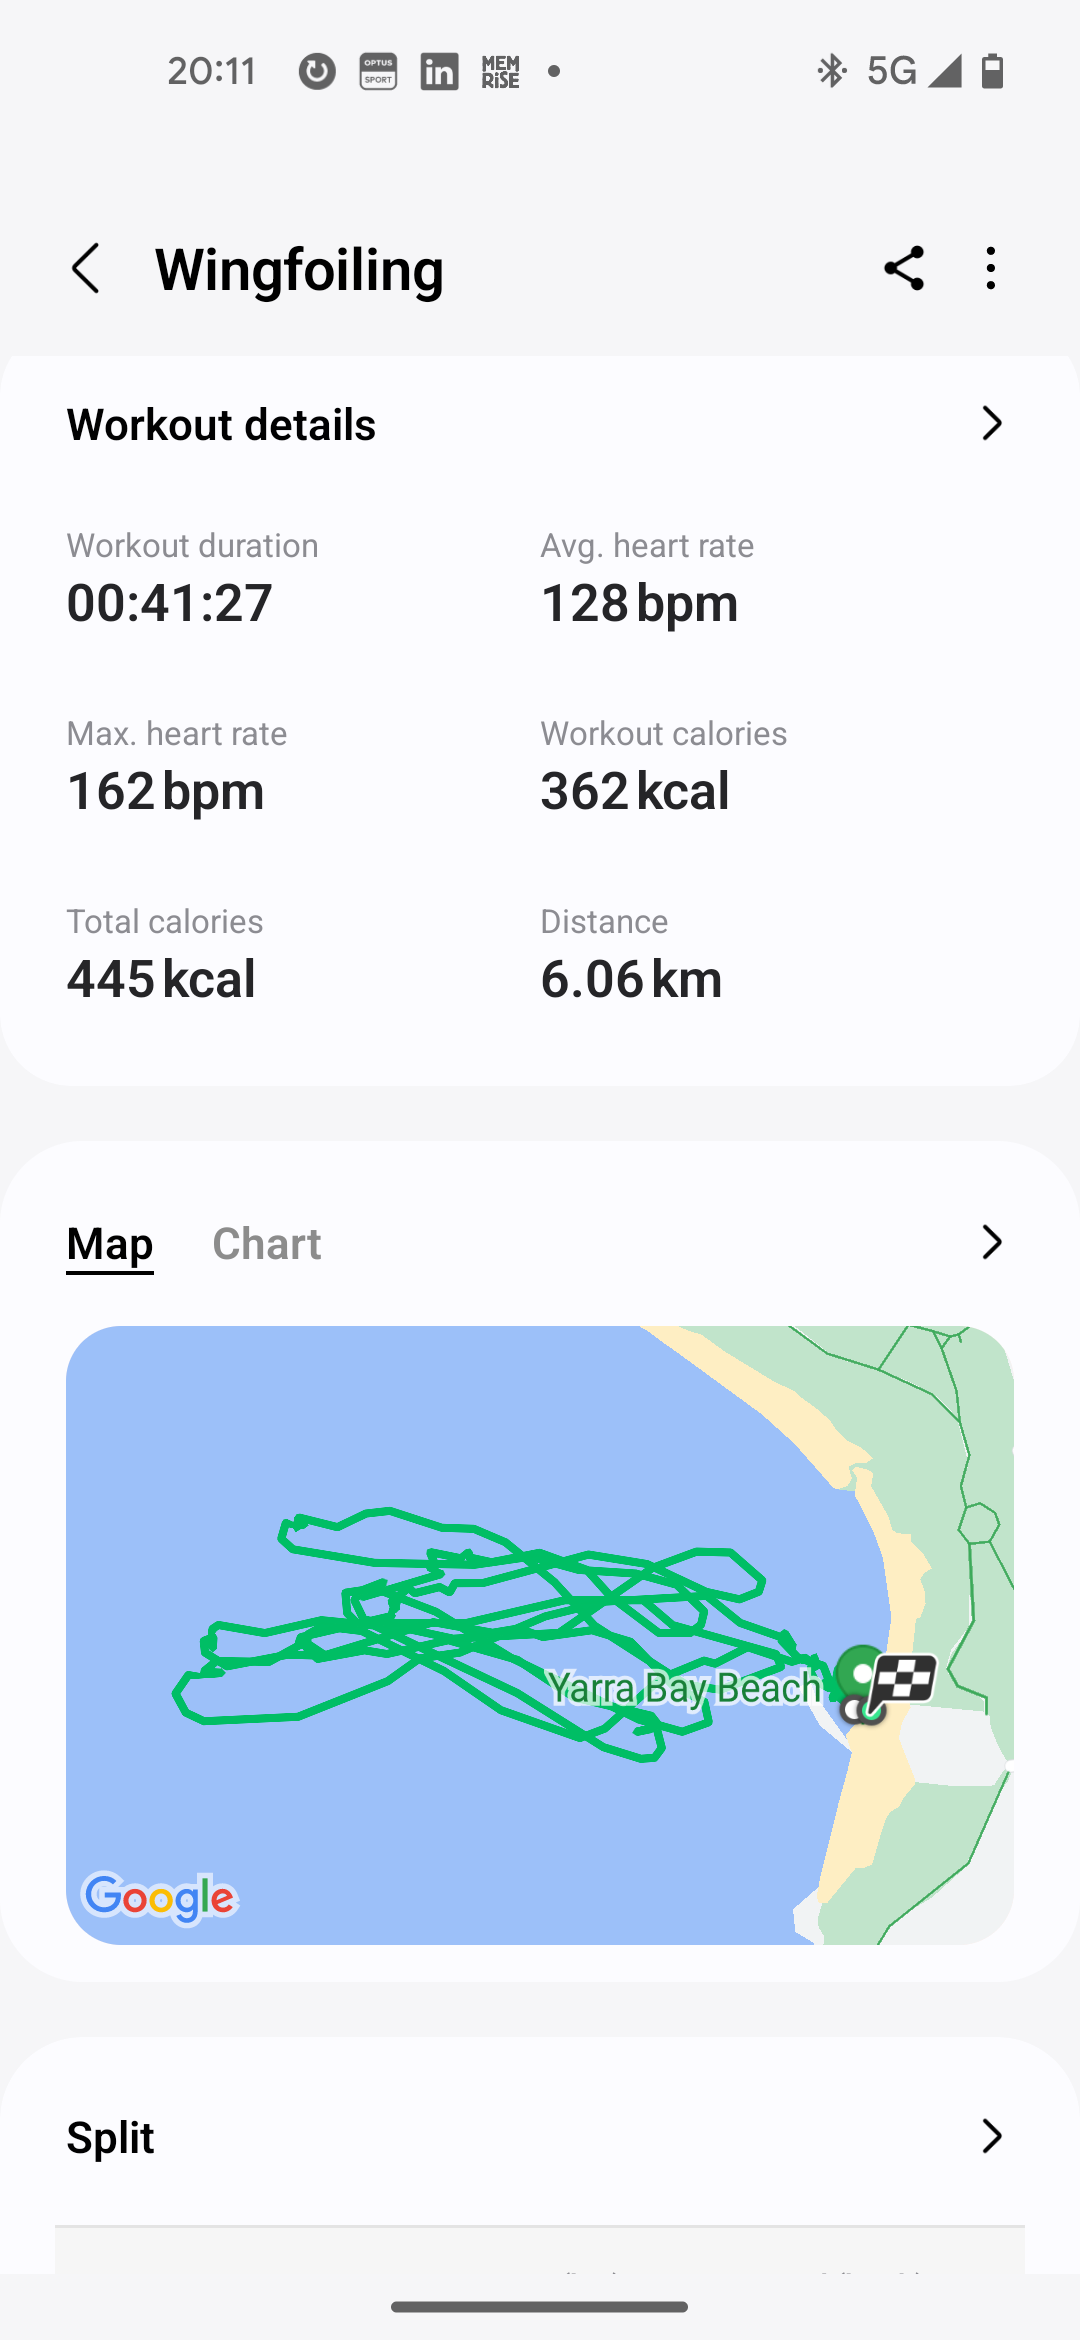 20:11
OPTUS
SPORT
in
MEM
RiSE
5G
Wingfoiling
Workout details
Workout duration
Avg. heart rate
00:41:27
128 bpm
Max. heart rate
Workout calories
162 bpm
362 kcal
Total calories
Distance
445 kcal
6.06 km
Map
Chart
Yarra Bay Beach
Google
Split